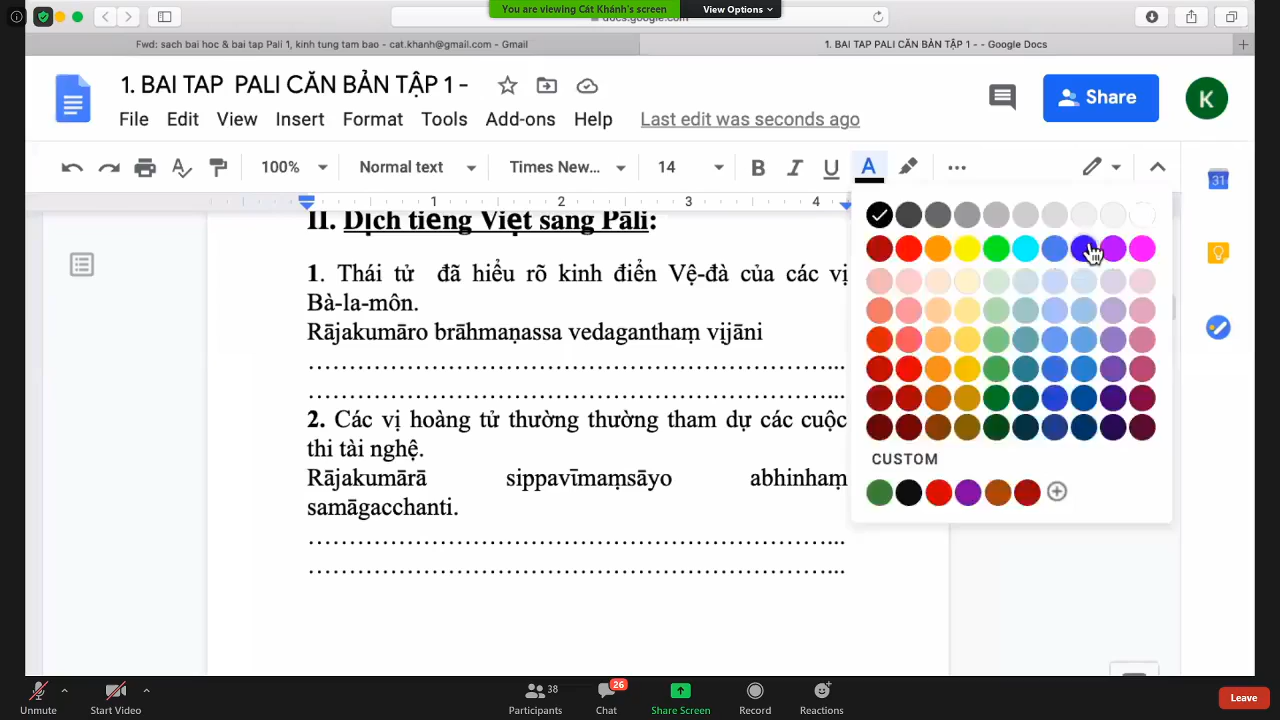 You are viewing Cát Khánh's screen
View Options
docs.google.com
Fwd: sach bai hoc & bai tap Pali 1, kinh tung tam bao - cat.khanh@gmail.com - Gmail
1. BAI TAP PALI CĂN BẢN TẬP 1 - - Google Docs
1. BAI TAP PALI CĂN BẢN TẬP 1 -
Share
K
File Edit View Insert Format Tools Add-ons Help Last edit was seconds ago
100% Normal text Times New... 14 B I U A
31
1 2 3 4
II. Dịch tiếng Việt sang Pāli:
1. Thái tử đã hiểu rõ kinh điển Vệ-đà của các vị
Bà-la-môn.
Rājakumāro brāhmaṇassa vedaganthaṃ vijāni
………………………………………………………...
………………………………………………………...
2. Các vị hoàng tử thường thường tham dự các cuộc
thi tài nghệ.
Rājakumārā sippavīmaṃsāyo abhinhaṃ
samāgacchanti.
………………………………………………………...
………………………………………………………...
CUSTOM
Unmute
Start Video
38
Participants
26
Chat
Share Screen
Record
Reactions
Leave